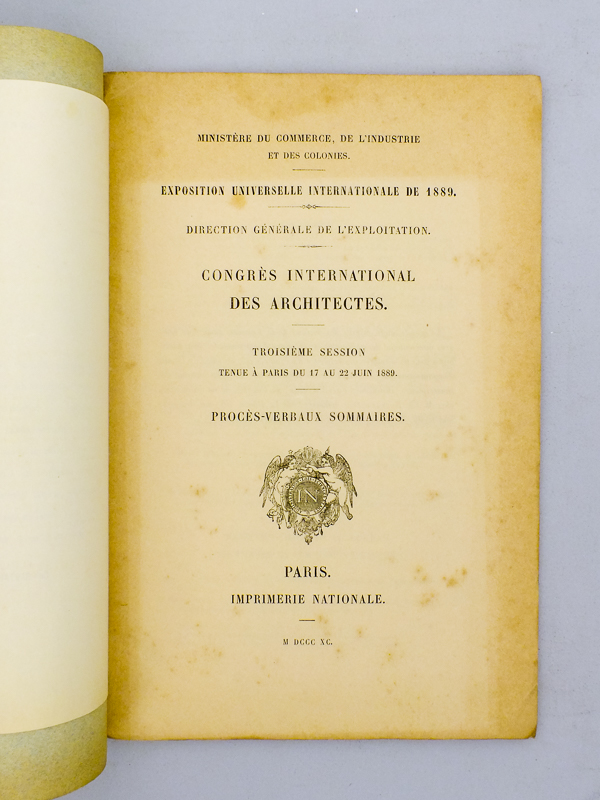 MINISTÈRE DU COMMERCE, DE L'INDUSTRIE
ET DES COLONIES.
EXPOSITION UNIVERSELLE INTERNATIONALE DE 1889.
DIRECTION GÉNÉRALE DE L'EXPLOITATION.
CONGRÈS INTERNATIONAL
DES ARCHITECTES.
TROISIÈME SESSION
TENUE À PARIS DU 17 AU 22 JUIN 1889.
PROCÈS-VERBAUX SOMMAIRES.
IN
PARIS.
IMPRIMERIE NATIONALE.
M DCCC XC.